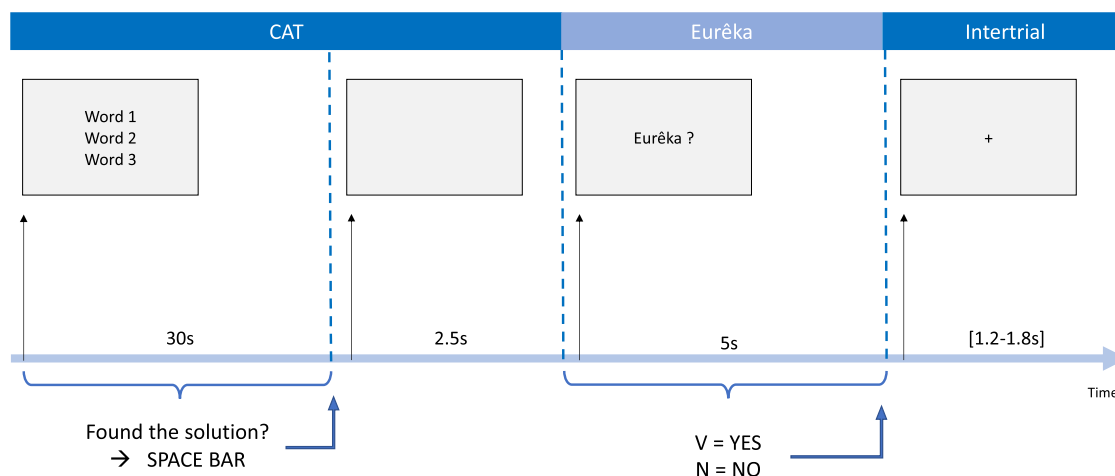 CAT
Eurêka
Intertrial
Word 1
Word 2
Word 3
Eurêka ?
+
30s
2.5s
5s
[1.2-1.8s]
Time
Found the solution?
→ SPACE BAR
V = YES
N = NO